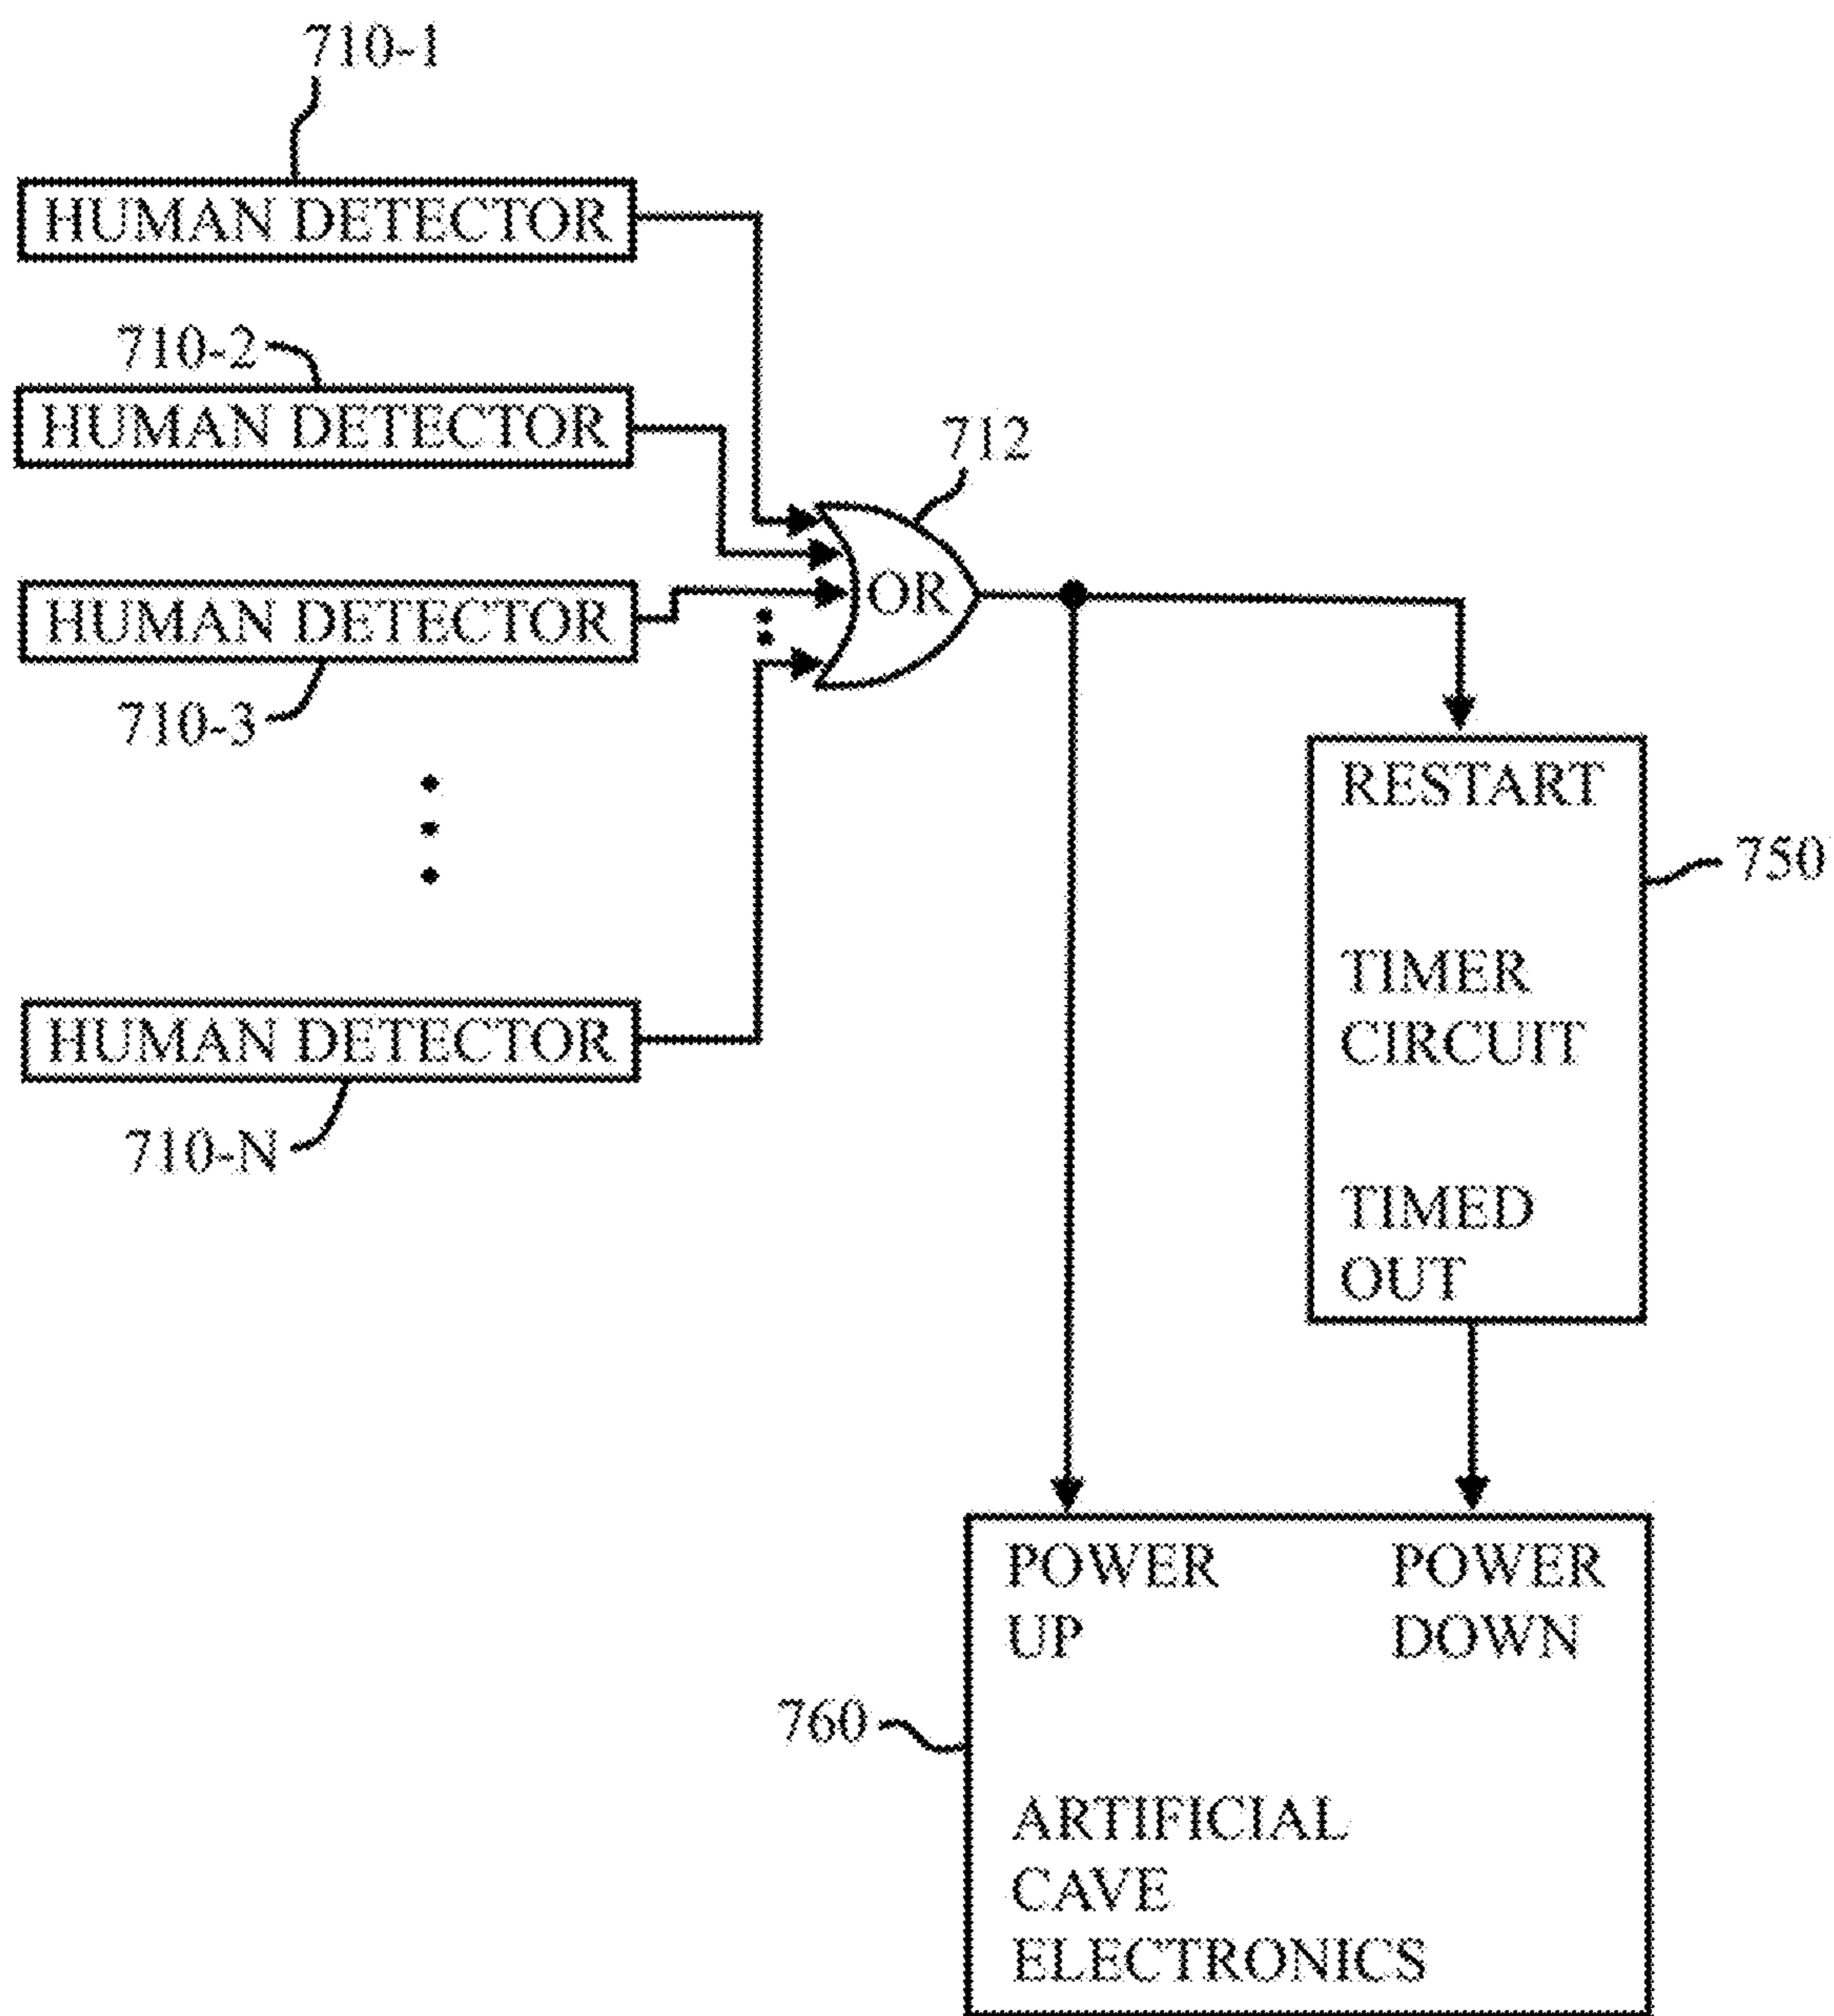 710-1
HUMAN DETECTOR
710-2
HUMAN DETECTOR
712
OR
HUMAN DETECTOR
710-3
RESTART
750
TIMER
CIRCUIT
HUMAN DETECTOR
710-N
TIMED
OUT
POWER
UP
POWER
DOWN
760
ARTIFICIAL
CAVE
ELECTRONICS